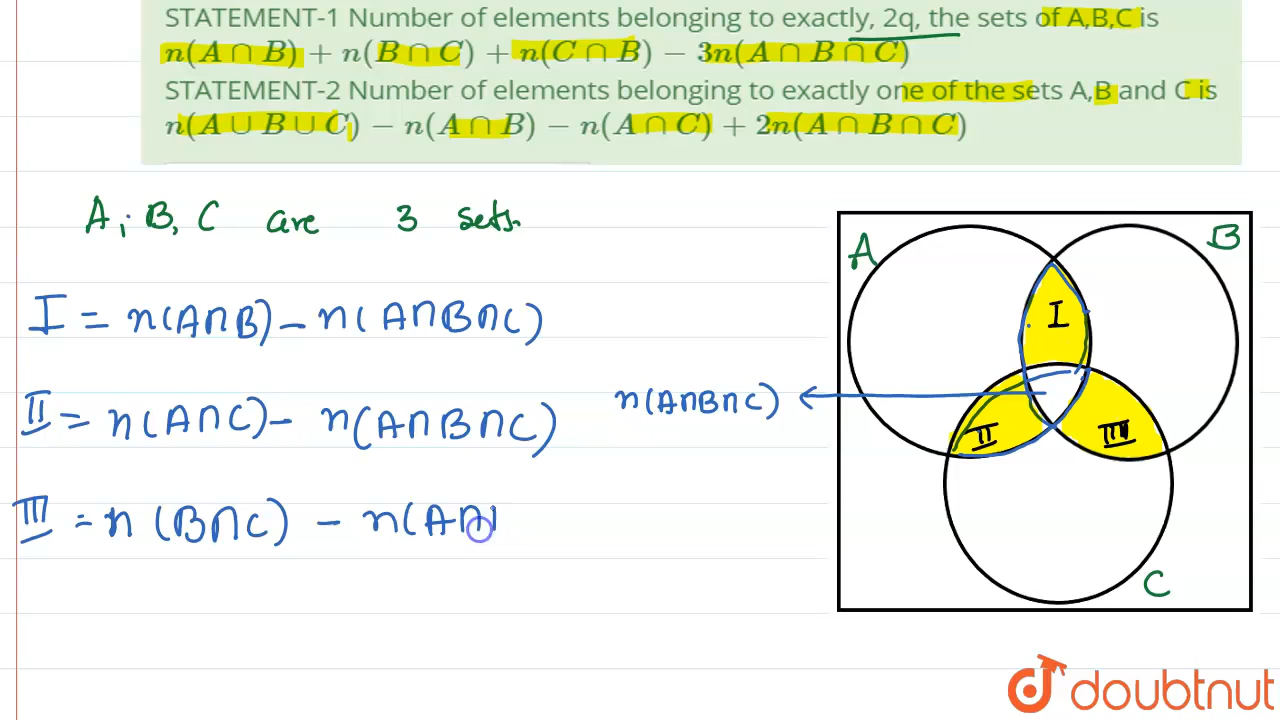 STATEMENT-1 Number of elements belonging to exactly, 2q, the sets of A,B,C is
n(A ∩ B) + n(B ∩ C) + n(C ∩ B) − 3n(A ∩ B ∩ C)
STATEMENT-2 Number of elements belonging to exactly one of the sets A,B and C is
n(A ∪ B ∪ C) − n(A ∩ B) − n(A ∩ C) + 2n(A ∩ B ∩ C)
A, B, C are 3 sets.
A
B
I = n(A∩B) − n(A∩B∩C)
I
n(A∩B∩C)
II = n(A∩C) − n(A∩B∩C)
II
III
III = n(B∩C) − n(A∩
C
doubtnut